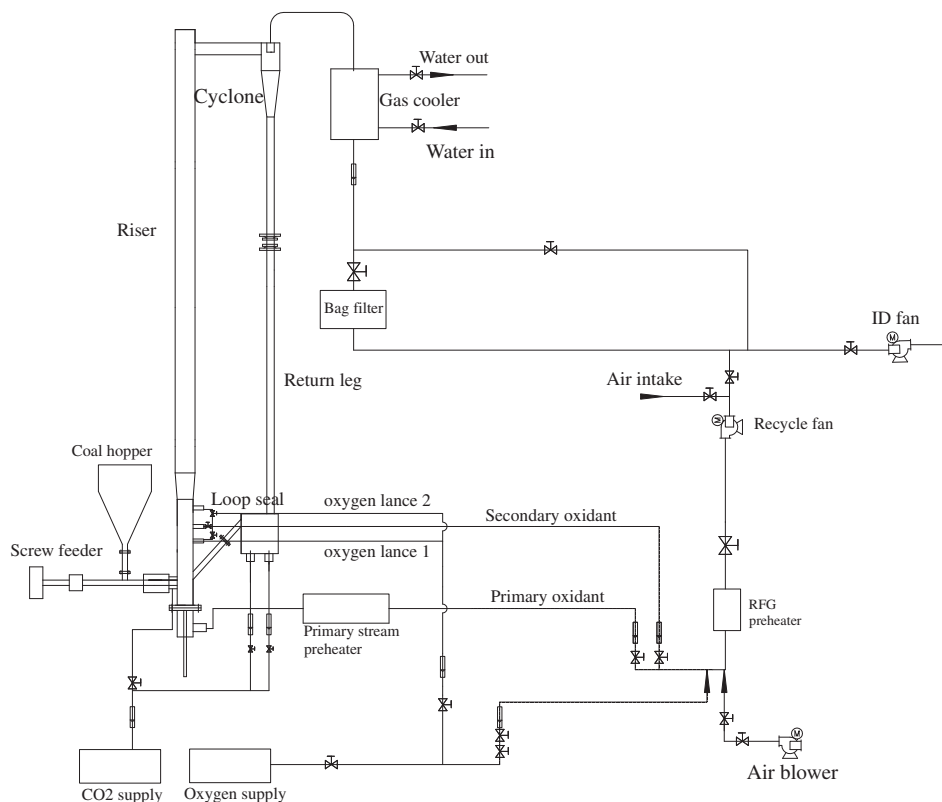 Water out
Cyclone
Gas cooler
Water in
Riser
Bag filter
ID fan
M
Return leg
Air intake
M
Recycle fan
Coal hopper
Loop seal
oxygen lance 2
Secondary oxidant
Screw feeder
oxygen lance 1
Primary oxidant
RFG
preheater
Primary stream
preheater
M
Air blower
CO2 supply
Oxygen supply